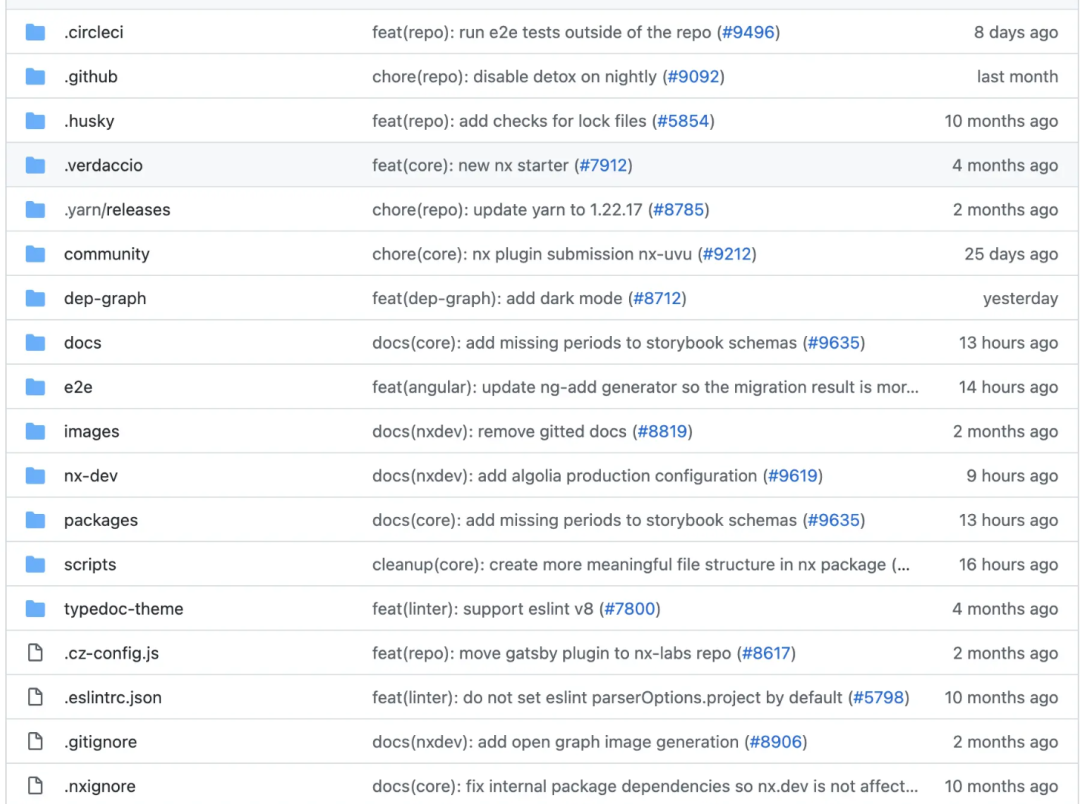 .circleci feat(repo): run e2e tests outside of the repo (#9496) 8 days ago
.github chore(repo): disable detox on nightly (#9092) last month
.husky feat(repo): add checks for lock files (#5854) 10 months ago
.verdaccio feat(core): new nx starter (#7912) 4 months ago
.yarn/releases chore(repo): update yarn to 1.22.17 (#8785) 2 months ago
community chore(core): nx plugin submission nx-uvu (#9212) 25 days ago
dep-graph feat(dep-graph): add dark mode (#8712) yesterday
docs docs(core): add missing periods to storybook schemas (#9635) 13 hours ago
e2e feat(angular): update ng-add generator so the migration result is mor... 14 hours ago
images docs(nxdev): remove gitted docs (#8819) 2 months ago
nx-dev docs(nxdev): add algolia production configuration (#9619) 9 hours ago
packages docs(core): add missing periods to storybook schemas (#9635) 13 hours ago
scripts cleanup(core): create more meaningful file structure in nx package (... 16 hours ago
typedoc-theme feat(linter): support eslint v8 (#7800) 4 months ago
.cz-config.js feat(repo): move gatsby plugin to nx-labs repo (#8617) 2 months ago
.eslintrc.json feat(linter): do not set eslint parserOptions.project by default (#5798) 10 months ago
.gitignore docs(nxdev): add open graph image generation (#8906) 2 months ago
.nxignore docs(core): fix internal package dependencies so nx.dev is not affect... 10 months ago